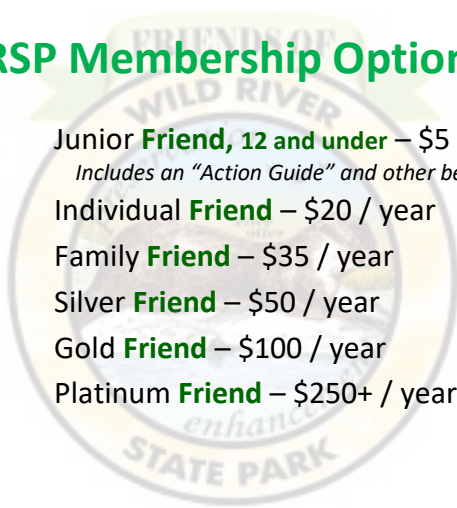 RSP Membership Option
Junior Friend, 12 and under – $5
Includes an “Action Guide” and other be
Individual Friend – $20 / year
Family Friend – $35 / year
Silver Friend – $50 / year
Gold Friend – $100 / year
Platinum Friend – $250+ / year
FRIENDS OF
WILD RIVER
enhancement
STATE PARK